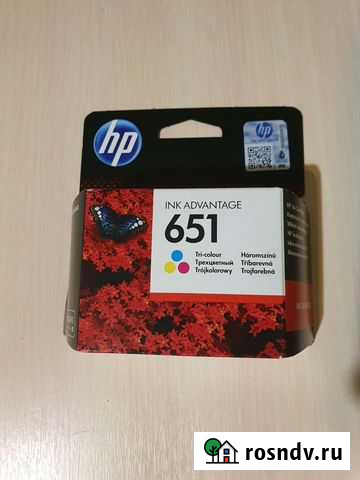 hp
INK ADVANTAGE
651
Tri-colour Háromszínű
Трехцветный Tříbarevná
Trójkolorowy Trojfarebná
rosndv.ru